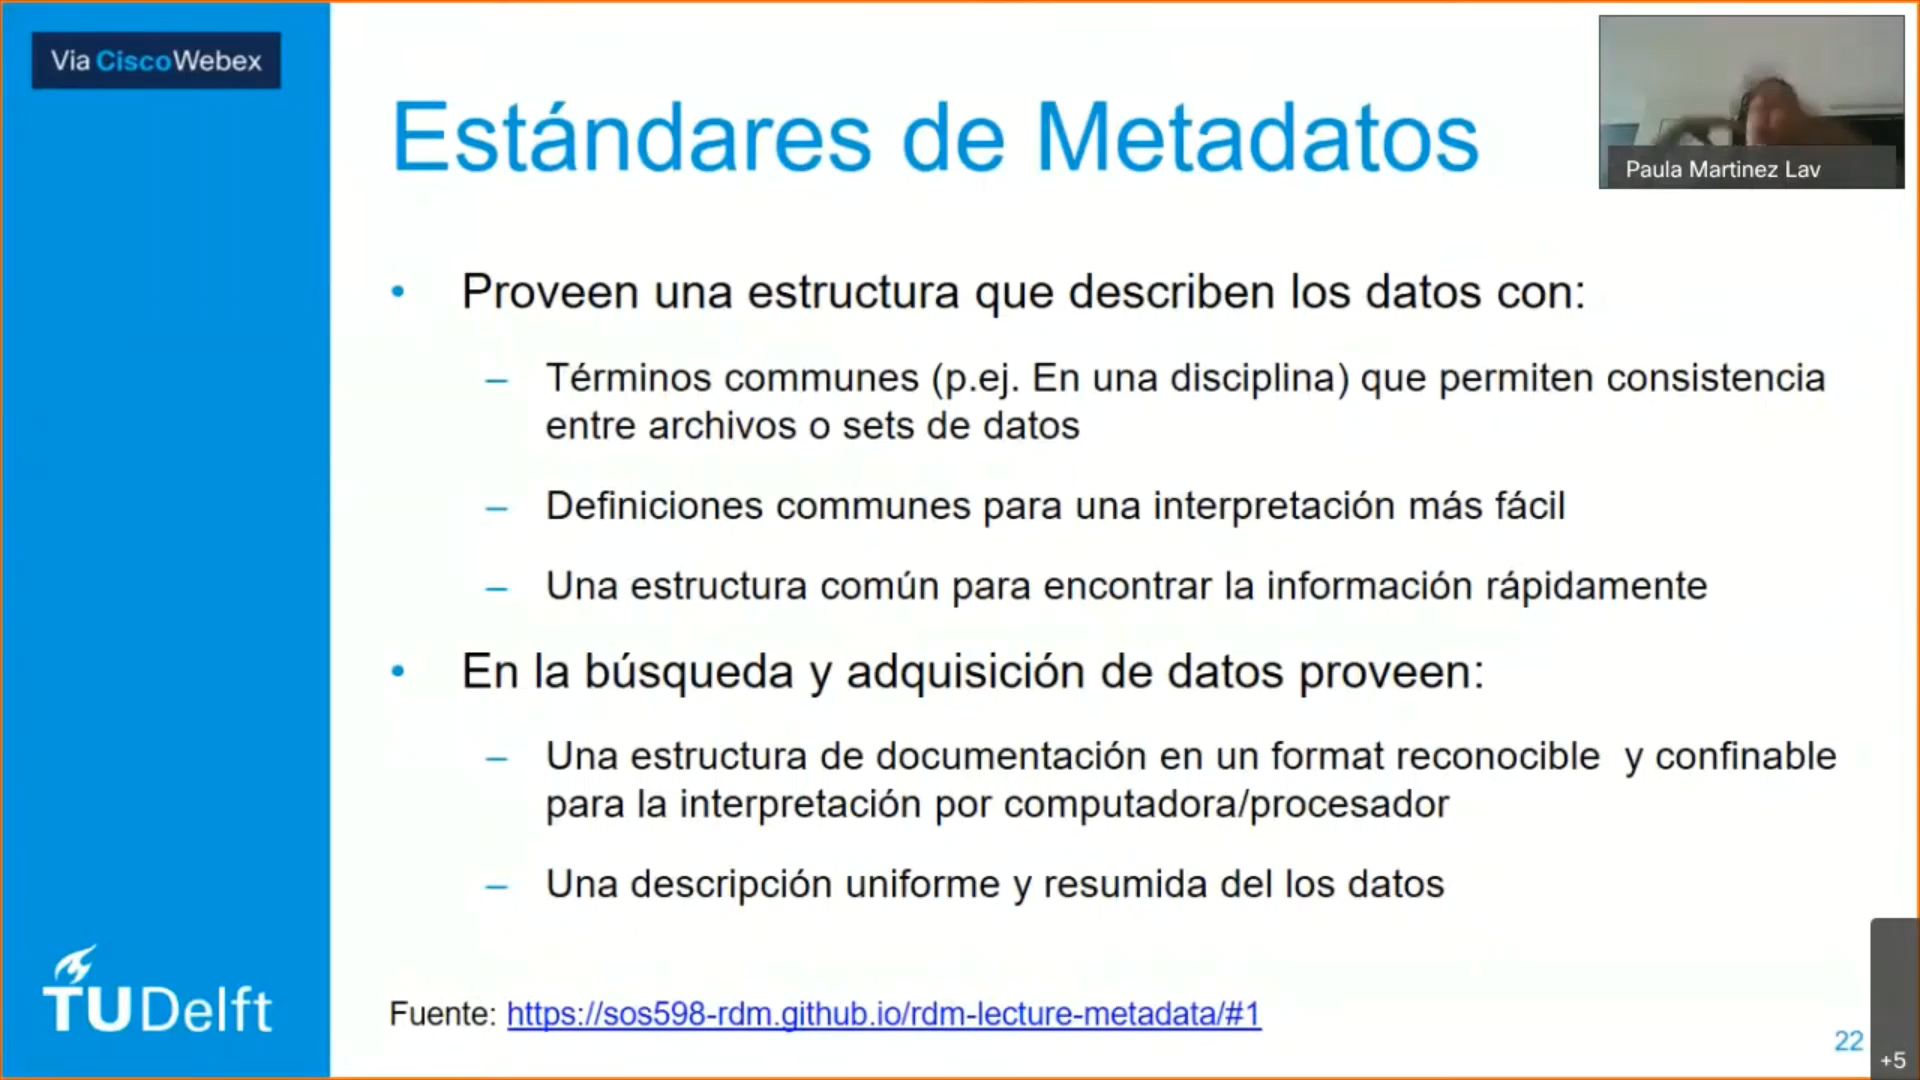 Via CiscoWebex
Estándares de Metadatos
Paula Martinez Lav
• Proveen una estructura que describen los datos con:
– Términos communes (p.ej. En una disciplina) que permiten consistencia
entre archivos o sets de datos
– Definiciones communes para una interpretación más fácil
– Una estructura común para encontrar la información rápidamente
• En la búsqueda y adquisición de datos proveen:
– Una estructura de documentación en un format reconocible y confinable
para la interpretación por computadora/procesador
– Una descripción uniforme y resumida del los datos
TUDelft
Fuente: https://sos598-rdm.github.io/rdm-lecture-metadata/#1
22
+5